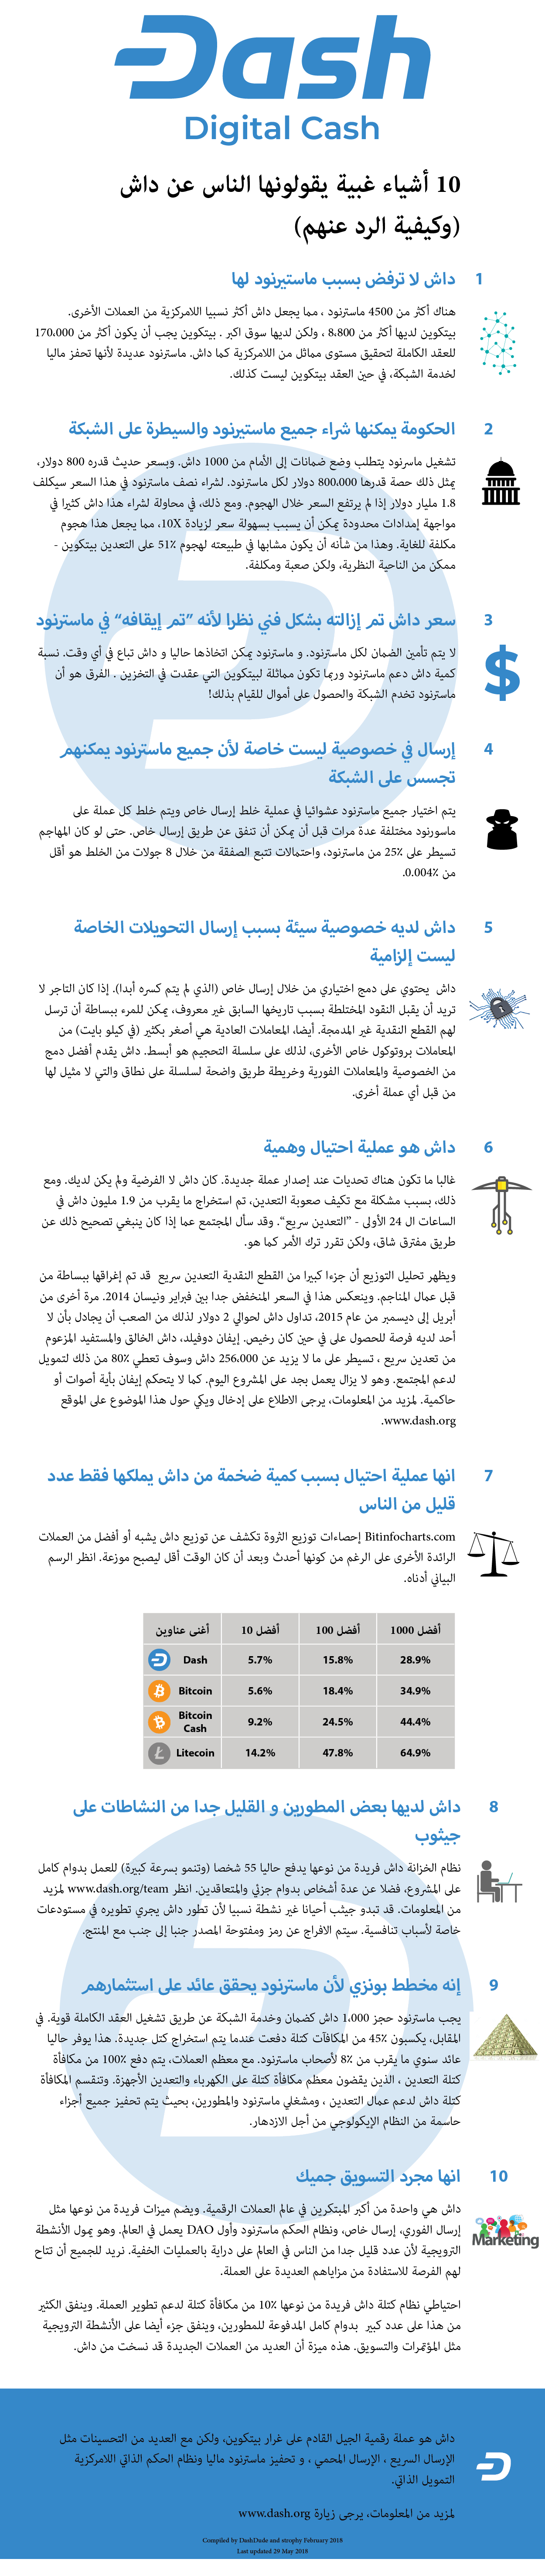 Dash
Digital Cash
10 أشياء غبية يقولونها الناس عن داش
(وكيفية الرد عنهم)
1 داش لا ترفض بسبب ماستيرنود لها
هناك أكثر من 4500 ماسترنود ، مما يجعل داش أكثر نسبيا اللامركزية من العملات الأخرى.
بيتكوين لديها أكثر من 8.800 ، ولكن لديها سوق اكبر . بيتكوين يجب أن يكون أكثر من 170،000
للعقد الكاملة لتحقيق مستوى مماثل من اللامركزية كما داش. ماسترنود عديدة لأنها تحفز ماليا
لخدمة الشبكة، في حين العقد بيتكوين ليست كذلك.
2 الحكومة يمكنها شراء جميع ماستيرنود والسيطرة على الشبكة
تشغيل ماسرنود يتطلب وضع ضمانات إلى الأمام من 1000 داش. وبسعر حديث قدره 800 دولار،
يمثل ذلك حصة قدرها 800،000 دولار لكل ماسترنود. لشراء نصف ماسترنود في هذا السعر سيكلف
1.8 مليار دولار إذا لم يرتفع السعر خلال الهجوم. ومع ذلك، في محاولة لشراء هذا داش كثيرا في
مواجهة إمدادات محدودة يمكن أن يسبب بسهولة سعر لزيادة 10X، مما يجعل هذا هجوم
مكلفة للغاية. وهذا من شأنه أن يكون مشابها في طبيعته لهجوم 51٪ على التعدين بيتكوين -
ممكن من الناحية النظرية، ولكن صعبة ومكلفة.
3 سعر داش تم إزالته بشكل فني نظرا لأنه ”تم إيقافه“ في ماسترنود
لا يتم تأمين الضمان لكل ماسترنود. و ماسترنود يمكن اتخاذها حاليا و داش تباع في أي وقت. نسبة
كمية داش دعم ماسترنود وربما تكون مماثلة لبيتكوين التي عقدت في التخزين . الفرق هو أن
ماسترنود تخدم الشبكة والحصول على أموال للقيام بذلك!
4 إرسال في خصوصية ليست خاصة لأن جميع ماسترنود يمكنهم
تجسس على الشبكة
يتم اختيار جميع ماسترنود عشوائيا في عملية خلط إرسال خاص ويتم خلط كل عملة على
ماسورنود مختلفة عدة مرات قبل أن يمكن أن تنفق عن طريق إرسال خاص. حتى لو كان المهاجم
تسيطر على 25٪ من ماسترنود، واحتمالات تتبع الصفقة من خلال 8 جولات من الخلط هو أقل
من 0.004٪.
5 داش لديه خصوصية سيئة بسبب إرسال التحويلات الخاصة
ليست إلزامية
داش يحتوي على دمج اختياري من خلال إرسال خاص (الذي لم يتم كسره أبدا). إذا كان التاجر لا
تريد أن يقبل النقود المختلطة بسبب تاريخها السابق غير معروف، يمكن للمرء ببساطة أن ترسل
لهم القطع النقدية غير المدمجة. أيضا، المعاملات العادية هي أصغر بكثير (في كيلو بايت) من
المعاملات بروتوكول خاص الأخرى، لذلك على سلسلة التحجيم هو أبسط. داش يقدم أفضل دمج
من الخصوصية والمعاملات الفورية وخريطة طريق واضحة لسلسلة على نطاق والتي لا مثيل لها
من قبل أي عملة أخرى.
6 داش هو عملية احتيال وهمية
غالبا ما تكون هناك تحديات عند إصدار عملة جديدة. كان داش لا الفرضية ولم يكن لديك. ومع
ذلك، بسبب مشكلة مع تكيف صعوبة التعدين، تم استخراج ما يقرب من 1.9 مليون داش في
الساعات ال 24 الأولى - ”التعدين سريع“. وقد سأل المجتمع عما إذا كان ينبغي تصحيح ذلك عن
طريق مفترق شاق، ولكن تقرر ترك الأمر كما هو.
ويظهر تحليل التوزيع أن جزءا كبيرا من القطع النقدية التعدين سريع قد تم إغراقها ببساطة من
قبل عمال المناجم. وينعكس هذا في السعر المنخفض جدا بين فبراير ونيسان 2014. مرة أخرى من
أبريل إلى ديسمبر من عام 2015، تداول داش لحوالي 2 دولار لذلك من الصعب أن يجادل بأن لا
أحد لديه فرصة للحصول على في حين كان رخيص. إيفان دوفيلد، داش الخالق والمستفيد المزعوم
من تعدين سريع ، تسيطر على ما لا يزيد عن 256،000 داش وسوف تعطي 80٪ من ذلك لتمويل
لدعم المجتمع. وهو لا يزال يعمل بجد على المشروع اليوم. كما لا يتحكم إيفان بأية أصوات أو
حاكمية. لمزيد من المعلومات، يرجى الاطلاع على إدخال ويكي حول هذا الموضوع على الموقع
www.dash.org.
7 انها عملية احتيال بسبب كمية ضخمة من داش يملكها فقط عدد
قليل من الناس
Bitinfocharts.com إحصاءات توزيع الثروة تكشف عن توزيع داش يشبه أو أفضل من العملات
الرائدة الأخرى على الرغم من كونها أحدث وبعد أن كان الوقت أقل ليصبح موزعة. انظر الرسم
البياني أدناه.
أغنى عناوين أفضل 10 أفضل 100 أفضل 1000
Dash 5.7% 15.8% 28.9%
Bitcoin 5.6% 18.4% 34.9%
Bitcoin
Cash 9.2% 24.5% 44.4%
Litecoin 14.2% 47.8% 64.9%
8 داش لديها بعض المطورين و القليل جدا من النشاطات على
جيثوب
نظام الخزانة داش فريدة من نوعها يدفع حاليا 55 شخصا (وتنمو بسرعة كبيرة) للعمل بدوام كامل
على المشروع، فضلا عن عدة أشخاص بدوام جزئي والمتعاقدين. انظر www.dash.org/team لمزيد
من المعلومات. قد تبدو جيثب أحيانا غير نشطة نسبيا لأن تطور داش يجري تطويره في مستودعات
خاصة لأسباب تنافسية. سيتم الافراج عن رمز ومفتوحة المصدر جنبا إلى جنب مع المنتج.
9 إنه مخطط بونزي لأن ماسترنود يحقق عائد على استثمارهم
يجب ماسترنود حجز 1،000 داش كضمان وخدمة الشبكة عن طريق تشغيل العقد الكاملة قوية. في
المقابل، يكسبون 45٪ من المكافآت كتلة دفعت عندما يتم استخراج كتل جديدة. هذا يوفر حاليا
عائد سنوي ما يقرب من 8٪ لأصحاب ماسترنود. مع معظم العملات، يتم دفع 100٪ من مكافأة
كتلة التعدين ، الذين يقضون معظم مكافأة كتلة على الكهرباء والتعدين الأجهزة. وتنقسم المكافأة
كتلة داش لدعم عمال التعدين ، ومشغلي ماسترنود والمطورين، بحيث يتم تحفيز جميع أجزاء
حاسمة من النظام الإيكولوجي من أجل الازدهار.
10 انها مجرد التسويق جميك
Marketing
داش هي واحدة من أكبر المبتكرين في عالم العملات الرقمية. ويضم ميزات فريدة من نوعها مثل
إرسال الفوري، إرسال خاص، ونظام الحكم ماسترنود وأول DAO يعمل في العالم. وهو يمول الأنشطة
الترويجية لأن عدد قليل جدا من الناس في العالم على دراية بالعمليات الخفية. نريد للجميع أن تتاح
لهم الفرصة للاستفادة من مزاياهم العديدة على العملة.
احتياطي نظام كتلة داش فريدة من نوعها 10٪ من مكافأة كتلة لدعم تطوير العملة. وينفق الكثير
من هذا على عدد كبير بدوام كامل المدفوعة للمطورين، وينفق جزء أيضا على الأنشطة الترويجية
مثل المؤتمرات والتسويق. هذه ميزة أن العديد من العملات الجديدة قد نسخت من داش.
داش هو عملة رقمية الجيل القادم على غرار بيتكوين، ولكن مع العديد من التحسينات مثل
الإرسال السريع ، الإرسال المحمي ، و تحفيز ماسترنود ماليا ونظام الحكم الذاتي اللامركزية
التمويل الذاتي.
لمزيد من المعلومات، يرجى زيارة www.dash.org
Compiled by DashDude and strophy February 2018
Last updated 29 May 2018